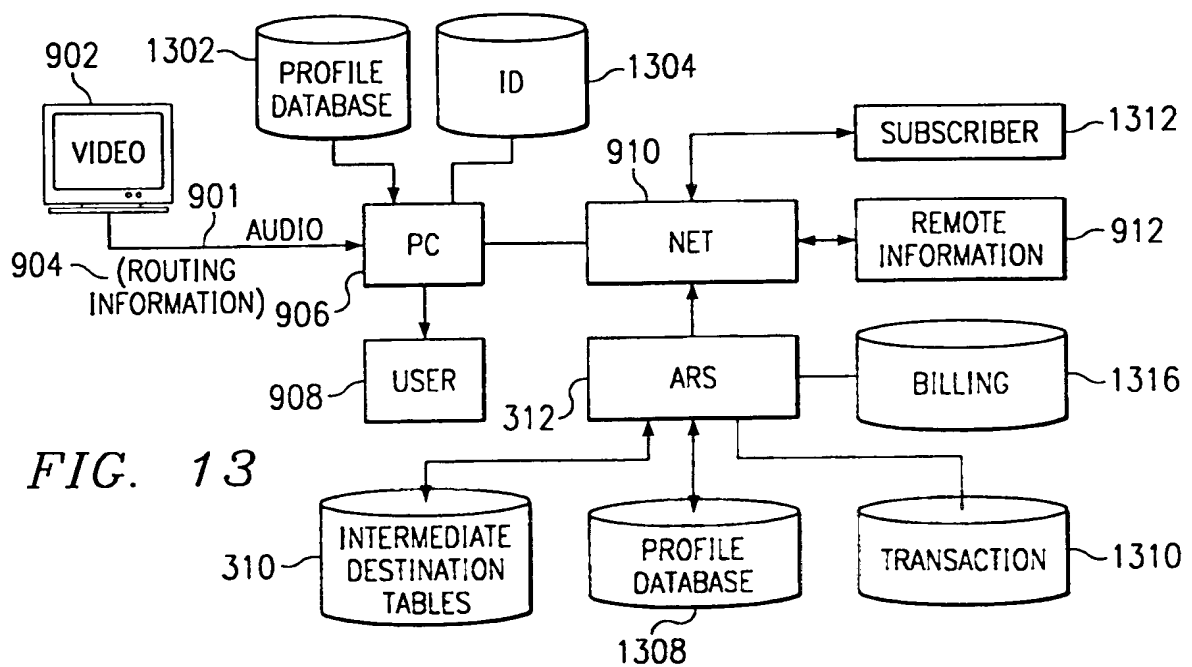 1302
902
PROFILE
DATABASE
ID
1304
VIDEO
901
AUDIO
904
(ROUTING
INFORMATION)
PC
906
910
NET
SUBSCRIBER
1312
REMOTE
INFORMATION
912
USER
908
ARS
312
BILLING
1316
FIG. 13
INTERMEDIATE
DESTINATION
TABLES
310
PROFILE
DATABASE
1308
TRANSACTION
1310